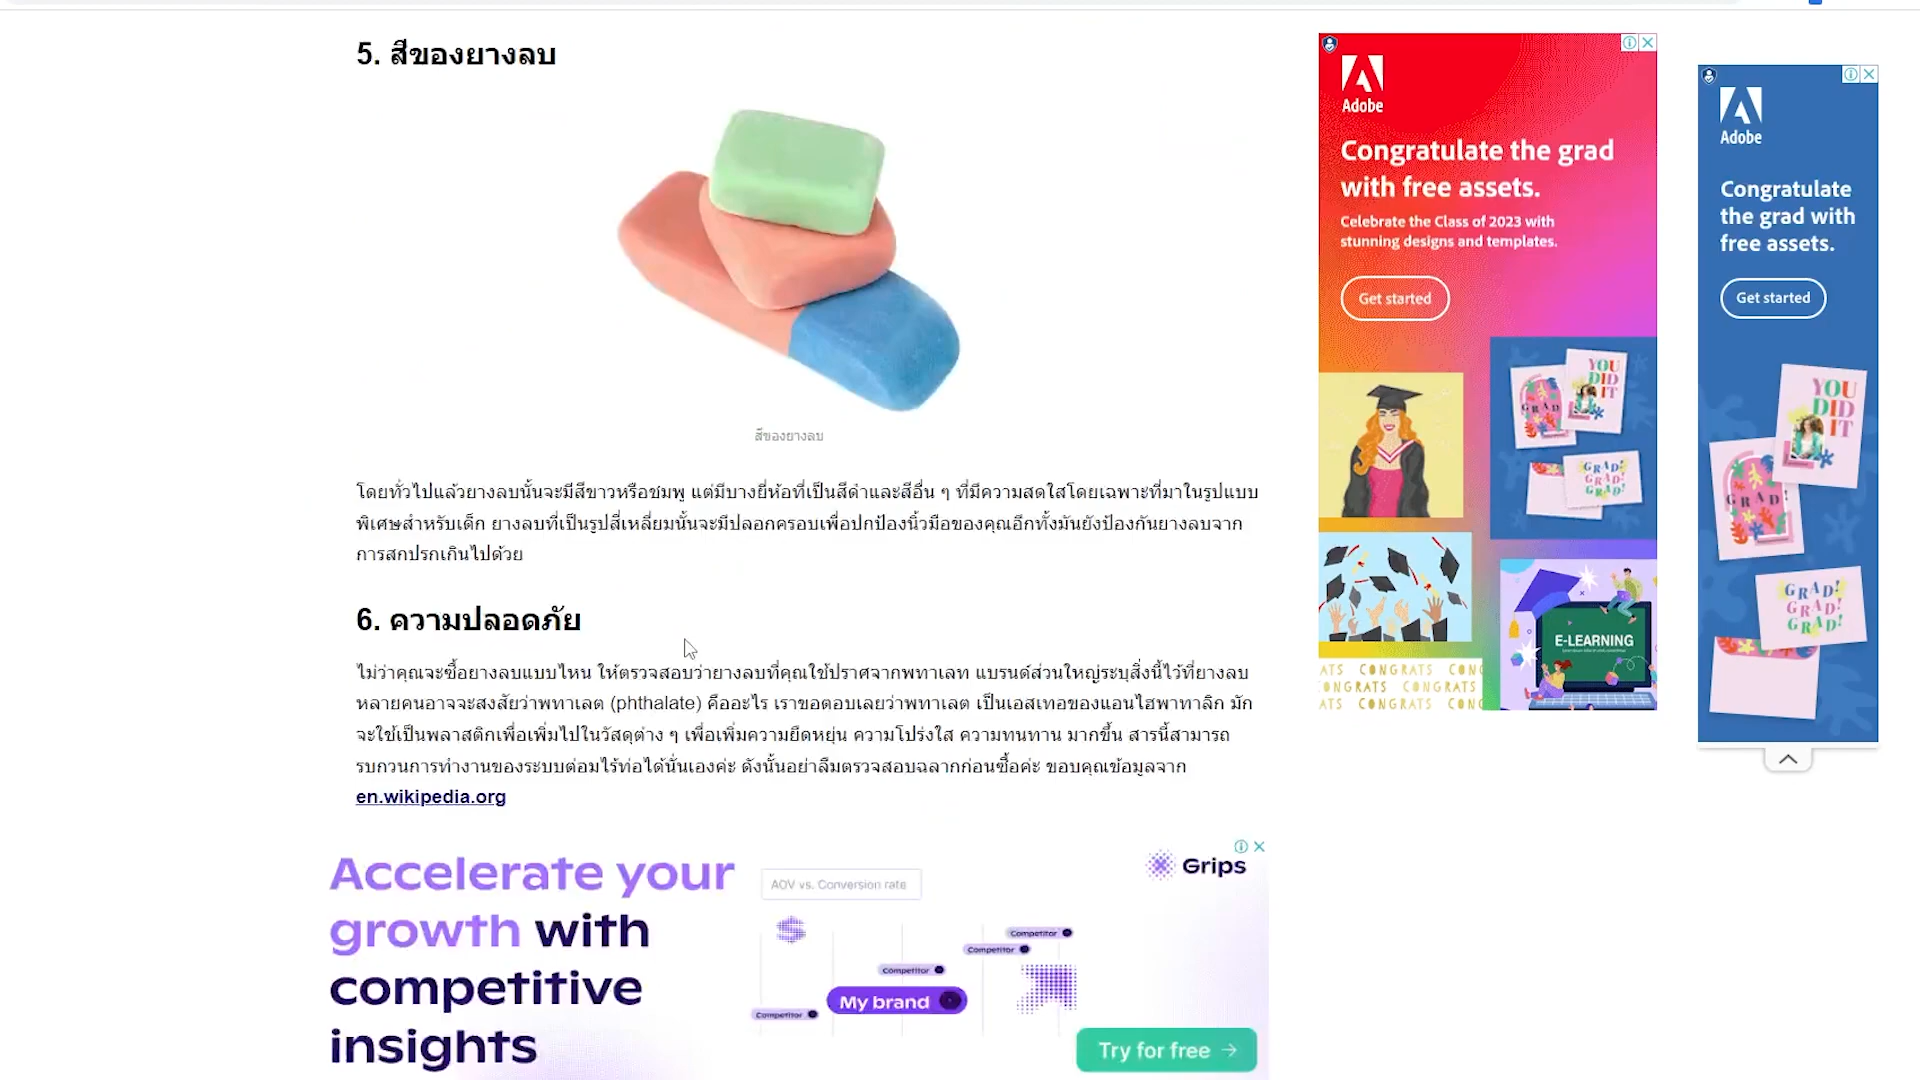 5. สีของยางลบ
สีของยางลบ
โดยทั่วไปแล้วยางลบนั้นจะมีสีขาวหรือชมพู แต่มีบางยี่ห้อที่เป็นสีดำและสีอื่น ๆ ที่มีความสดใสโดยเฉพาะที่มาในรูปแบบ
พิเศษสำหรับเด็ก ยางลบที่เป็นรูปสี่เหลี่ยมนั้นจะมีปลอกครอบเพื่อปกป้องนิ้วมือของคุณอีกทั้งมันยังป้องกันยางลบจาก
การสกปรกเกินไปด้วย
6. ความปลอดภัย
ไม่ว่าคุณจะซื้อยางลบแบบไหน ให้ตรวจสอบว่ายางลบที่คุณใช้ปราศจากพทาเลท แบรนด์ส่วนใหญ่ระบุสิ่งนี้ไว้ที่ยางลบ
หลายคนอาจจะสงสัยว่าพทาเลต (phthalate) คืออะไร เราขอตอบเลยว่าพทาเลต เป็นเอสเทอของแอนไฮพาทาลิก มัก
จะใช้เป็นพลาสติกเพื่อเพิ่มไปในวัสดุต่าง ๆ เพื่อเพิ่มความยืดหยุ่น ความโปร่งใส ความทนทาน มากขึ้น สารนี้สามารถ
รบกวนการทำงานของระบบต่อมไร้ท่อได้นั่นเองค่ะ ดังนั้นอย่าลืมตรวจสอบฉลากก่อนซื้อค่ะ ขอบคุณข้อมูลจาก
en.wikipedia.org
Accelerate your
growth with
competitive
insights
AOV vs. Conversion rate
$
Competitor
Competitor
Competitor
My brand
Competitor
Grips
Try for free →
Adobe
Congratulate the grad
with free assets.
Celebrate the Class of 2023 with
stunning designs and templates.
Get started
YOU
DID
IT
GRAD
GRAD!
GRAD!
GRAD!
E-LEARNING
ATS CONGRATS CONG
ONGRATS CONGRATS
ATS CONGRATS CONG
Adobe
Congratulate
the grad with
free assets.
Get started
YOU
DID
IT
GRAD
GRAD!
GRAD!
GRAD!